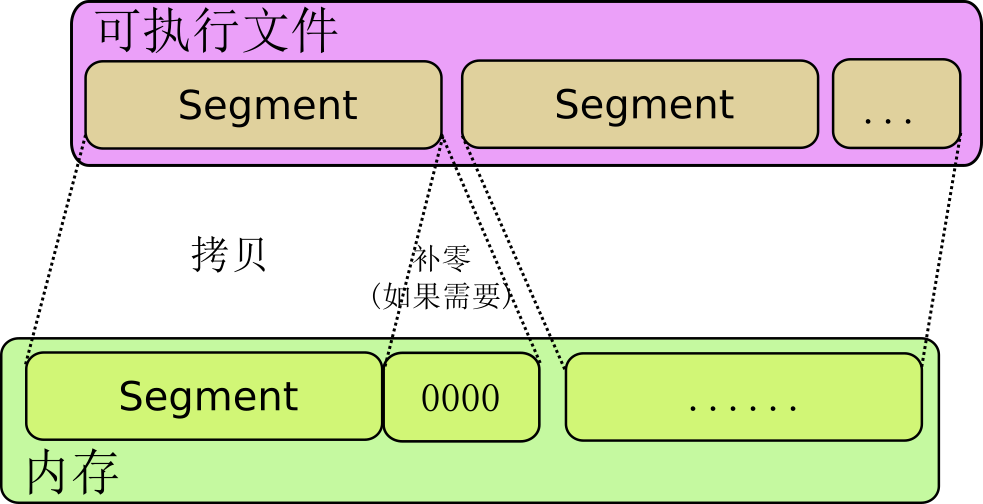 可执行文件
Segment
Segment
...
拷贝
补零
（如果需要）
Segment
0000
......
内存